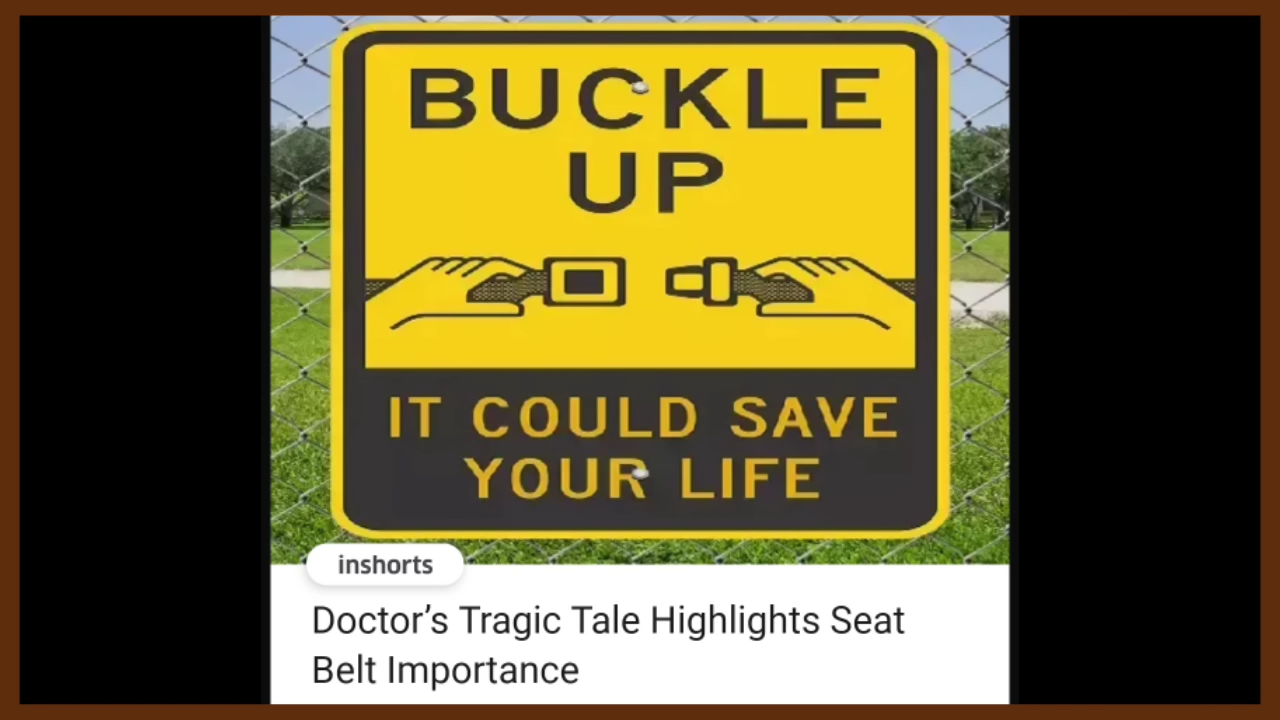 BUCKLE
UP
IT COULD SAVE
YOUR LIFE
inshorts
Doctor’s Tragic Tale Highlights Seat
Belt Importance